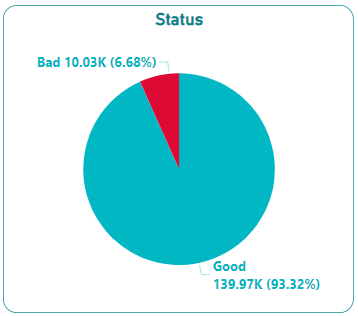 Status
Bad 10.03K (6.68%)
Good
139.97K (93.32%)